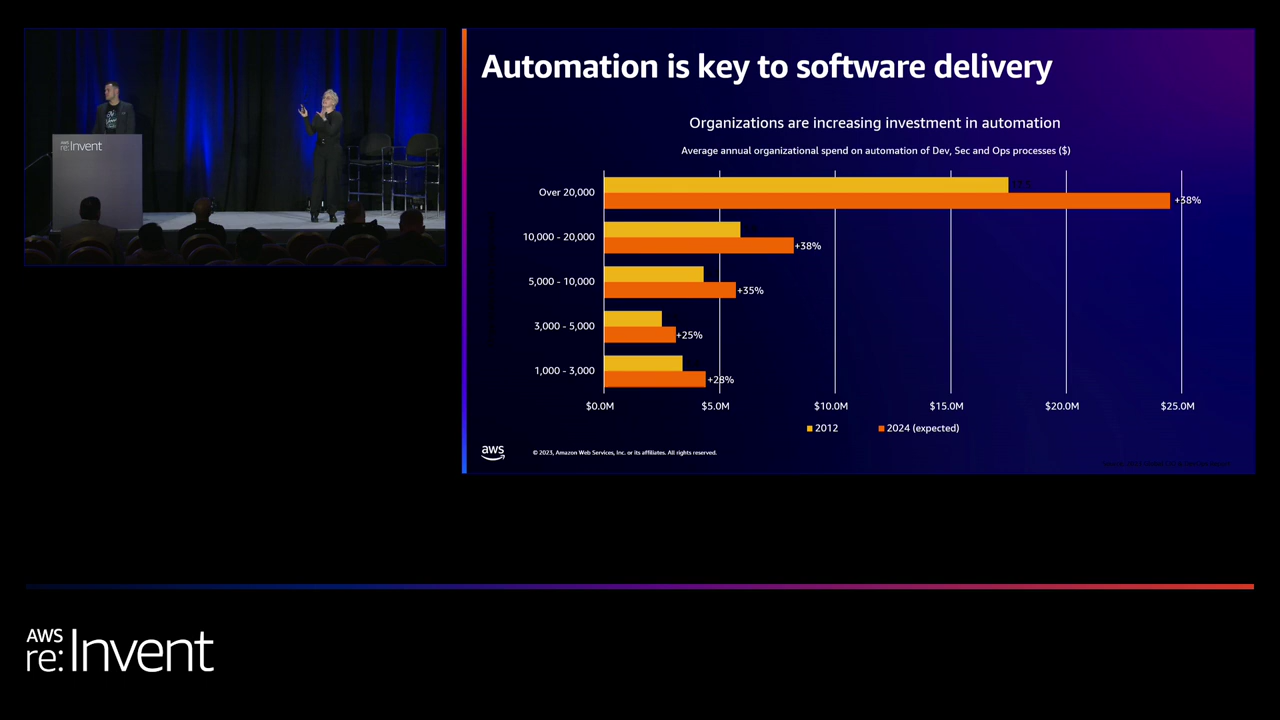 AWS
re:Invent
Automation is key to software delivery
Organizations are increasing investment in automation
Average annual organizational spend on automation of Dev, Sec and Ops processes ($)
Over 20,000
+38%
10,000 - 20,000
+38%
5,000 - 10,000
+35%
3,000 - 5,000
+25%
1,000 - 3,000
+28%
$0.0M $5.0M $10.0M $15.0M $20.0M $25.0M
2012 2024 (expected)
aws
© 2023, Amazon Web Services, Inc. or its affiliates. All rights reserved.
AWS
re:Invent